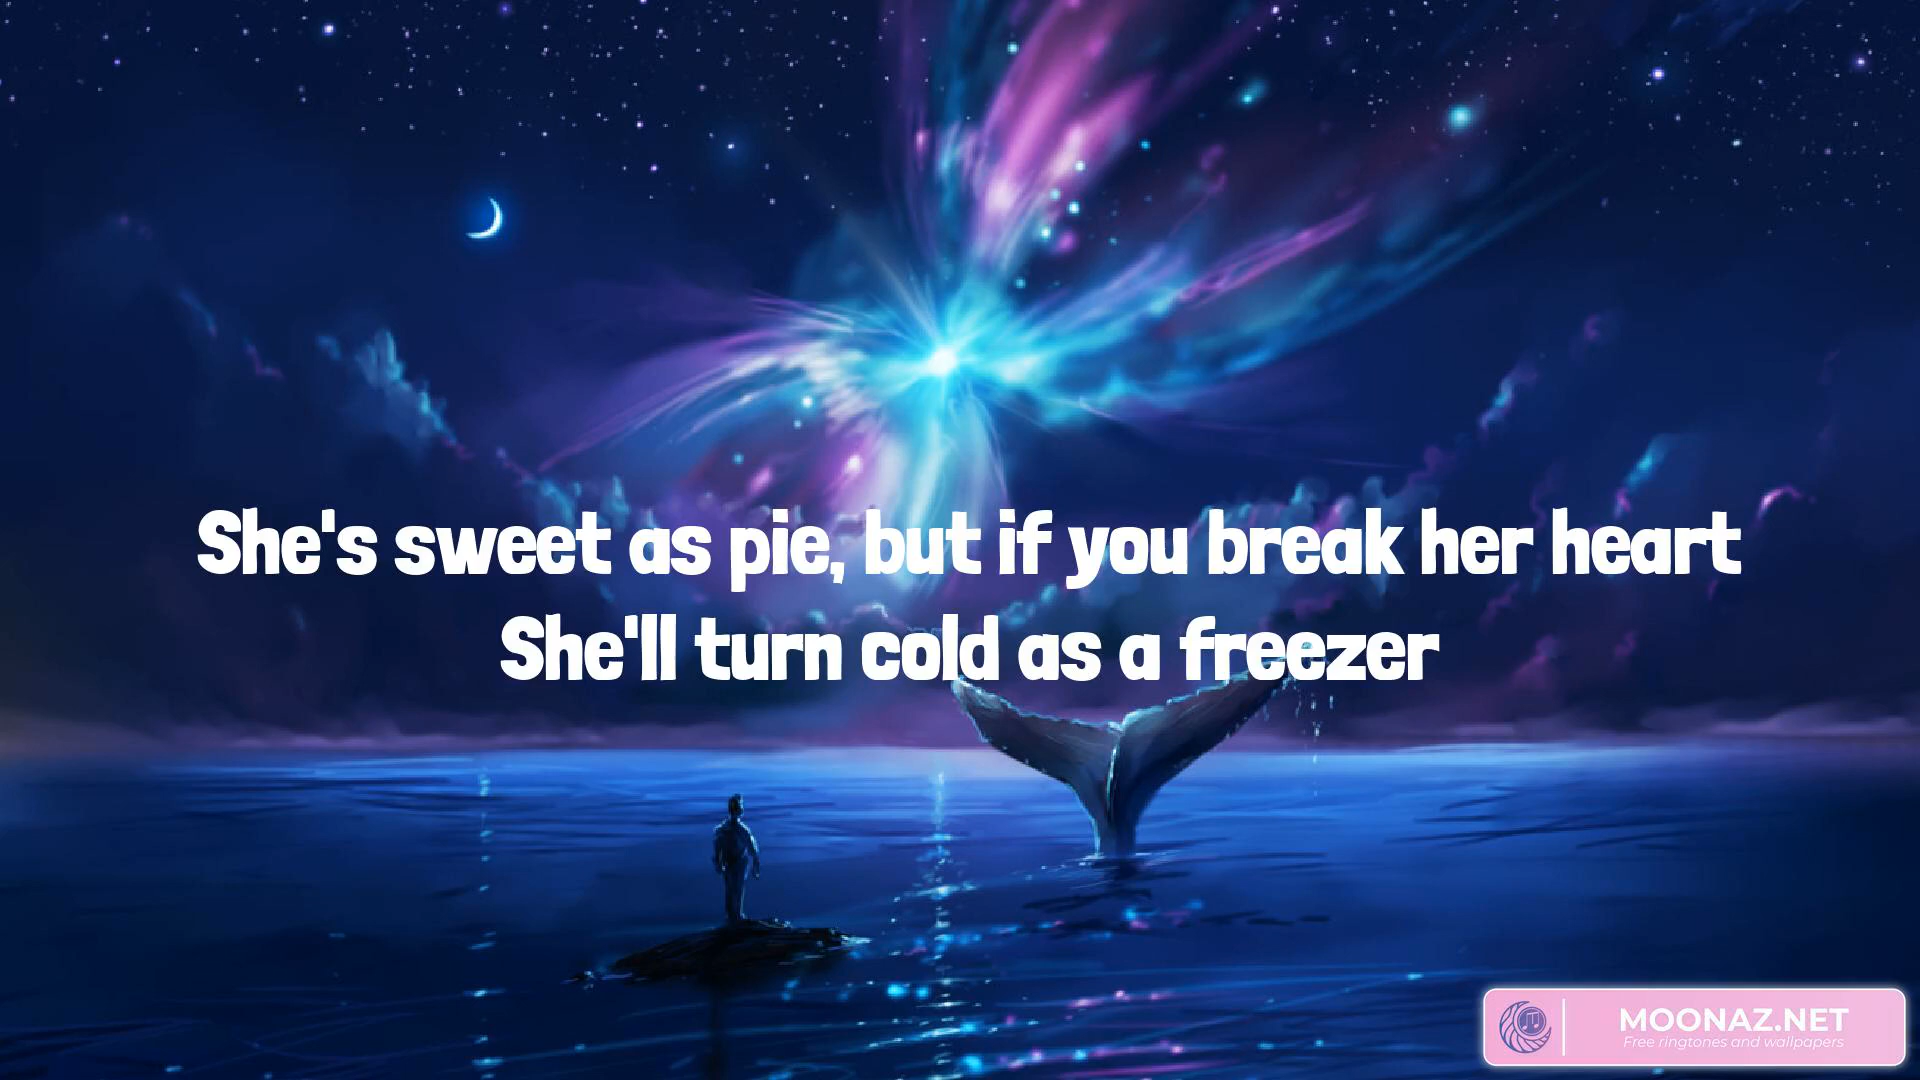 She's sweet as pie, but if you break her heart
She'll turn cold as a freezer
MOONAZ.NET
Free ringtones and wallpapers